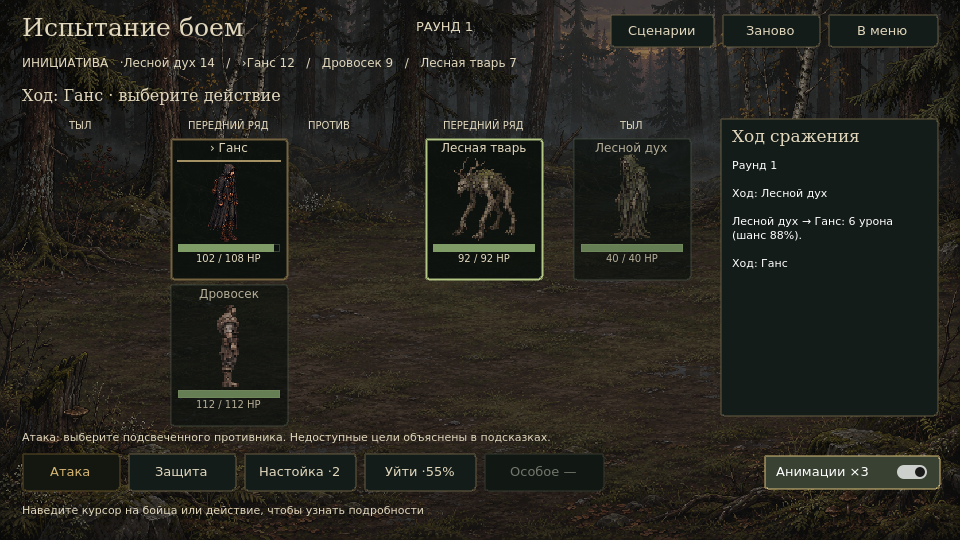 Испытание боем
РАУНД 1
Сценарии
Заново
В меню
ИНИЦИАТИВА ·Лесной дух 14 / ›Ганс 12 / Дровосек 9 / Лесная тварь 7
Ход: Ганс · выберите действие
ТЫЛ
ПЕРЕДНИЙ РЯД
ПРОТИВ
ПЕРЕДНИЙ РЯД
ТЫЛ
› Ганс
102 / 108 HP
Лесная тварь
92 / 92 HP
Лесной дух
40 / 40 HP
Дровосек
112 / 112 HP
Ход сражения
Раунд 1
Ход: Лесной дух
Лесной дух → Ганс: 6 урона
(шанс 88%).
Ход: Ганс
Атака: выберите подсвеченного противника. Недоступные цели объяснены в подсказках.
Атака
Защита
Настойка ·2
Уйти ·55%
Особое —
Анимации ×3
Наведите курсор на бойца или действие, чтобы узнать подробности